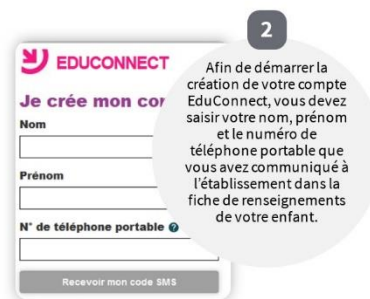 2
EDUCONNECT
Je crée mon
Nom
Prénom
N° de téléphone portable ?
Recevoir mon code SMS
Afin de démarrer la
création de votre compte
EduConnect, vous devez
saisir votre nom, prénom
et le numéro de
téléphone portable que
vous avez communiqué à
l'établissement dans la
fiche de renseignements
de votre enfant.